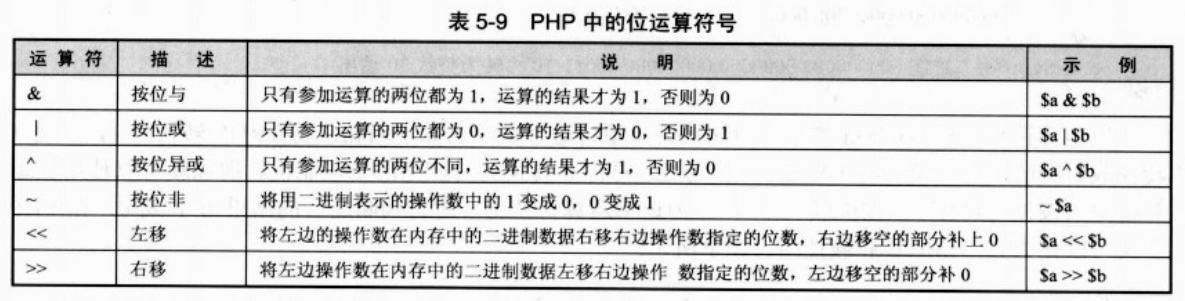 表 5-9 PHP 中的位运算符号
运 算 符 描 述 说 明 示 例
& 按位与 只有参加运算的两位都为 1，运算的结果才为 1，否则为 0 $a & $b
| 按位或 只有参加运算的两位都为 0，运算的结果才为 0，否则为 1 $a | $b
^ 按位异或 只有参加运算的两位不同，运算的结果才为 1，否则为 0 $a ^ $b
~ 按位非 将用二进制表示的操作数中的 1 变成 0，0 变成 1 ~ $a
<< 左移 将左边的操作数在内存中的二进制数据右移右边操作数指定的位数，右边移空的部分补上 0 $a << $b
>> 右移 将左边操作数在内存中的二进制数据左移右边操作 数指定的位数，左边移空的部分补 0 $a >> $b